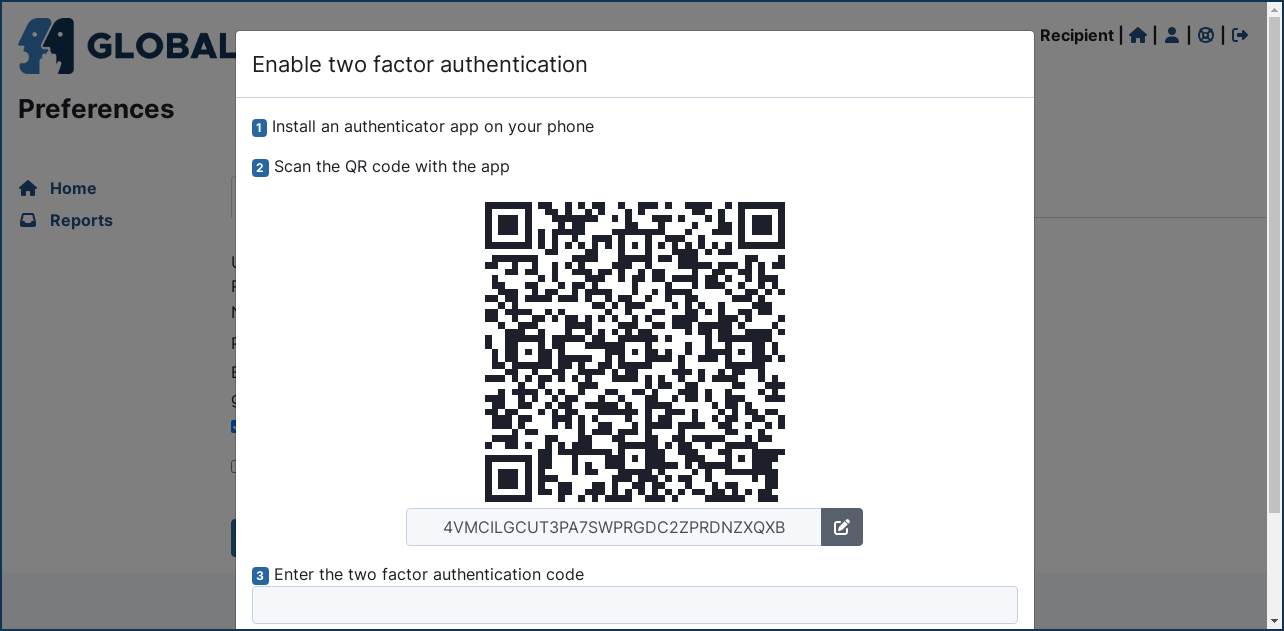 GLOBAL
Recipient | | | |
Enable two factor authentication
Preferences
1 Install an authenticator app on your phone
2 Scan the QR code with the app
Home
Reports
4VMCILGCUT3PA7SWPRGDC2ZPRDNZXQXB
3 Enter the two factor authentication code